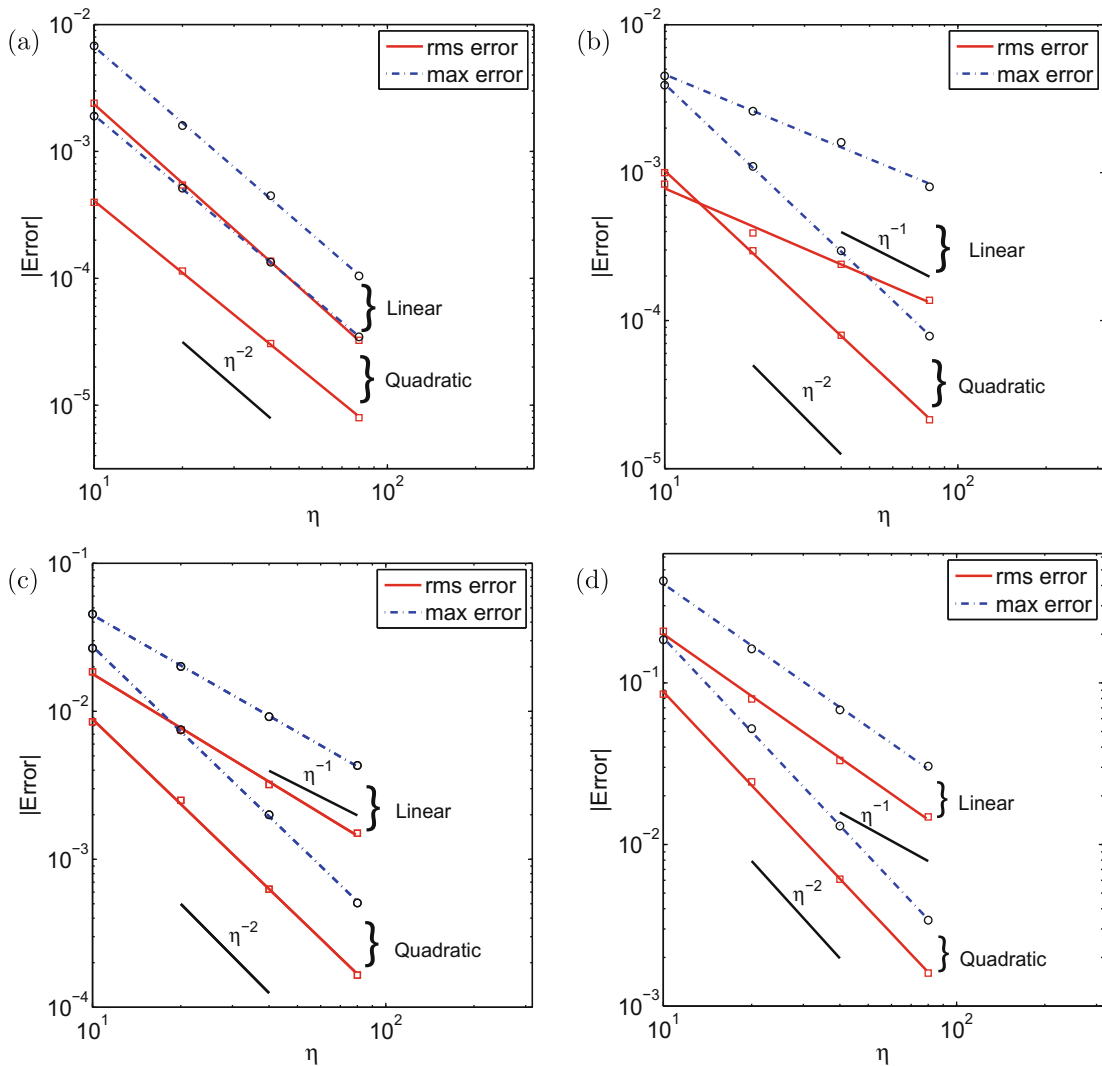 (a)
10^{-2}
10^{-3}
10^{-4}
10^{-5}
|Error|
rms error
max error
Linear
Quadratic
η^{-2}
10^{1}
10^{2}
η
(b)
10^{-2}
10^{-3}
10^{-4}
10^{-5}
|Error|
rms error
max error
η^{-1}
Linear
η^{-2}
Quadratic
10^{1}
10^{2}
η
(c)
10^{-1}
10^{-2}
10^{-3}
10^{-4}
|Error|
rms error
max error
η^{-1}
Linear
η^{-2}
Quadratic
10^{1}
10^{2}
η
(d)
10^{-1}
10^{-2}
10^{-3}
|Error|
rms error
max error
Linear
η^{-1}
η^{-2}
Quadratic
10^{1}
10^{2}
η